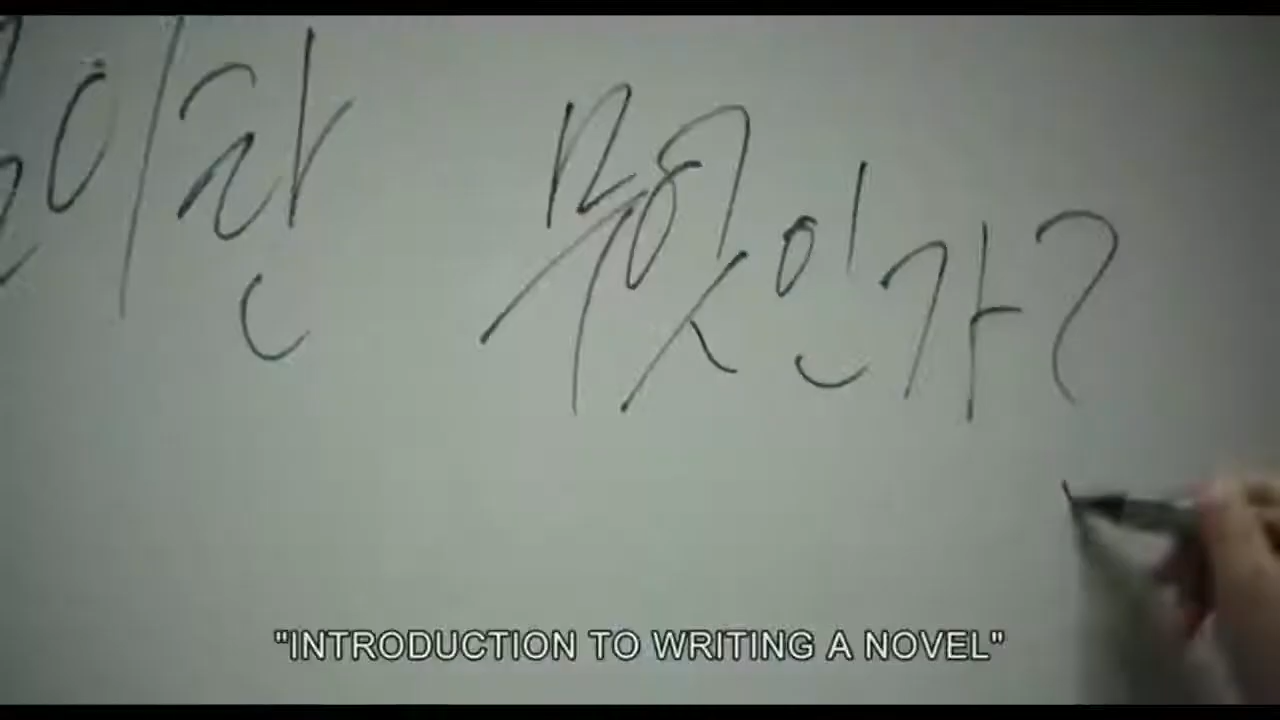 이란 무엇인가?
"INTRODUCTION TO WRITING A NOVEL"